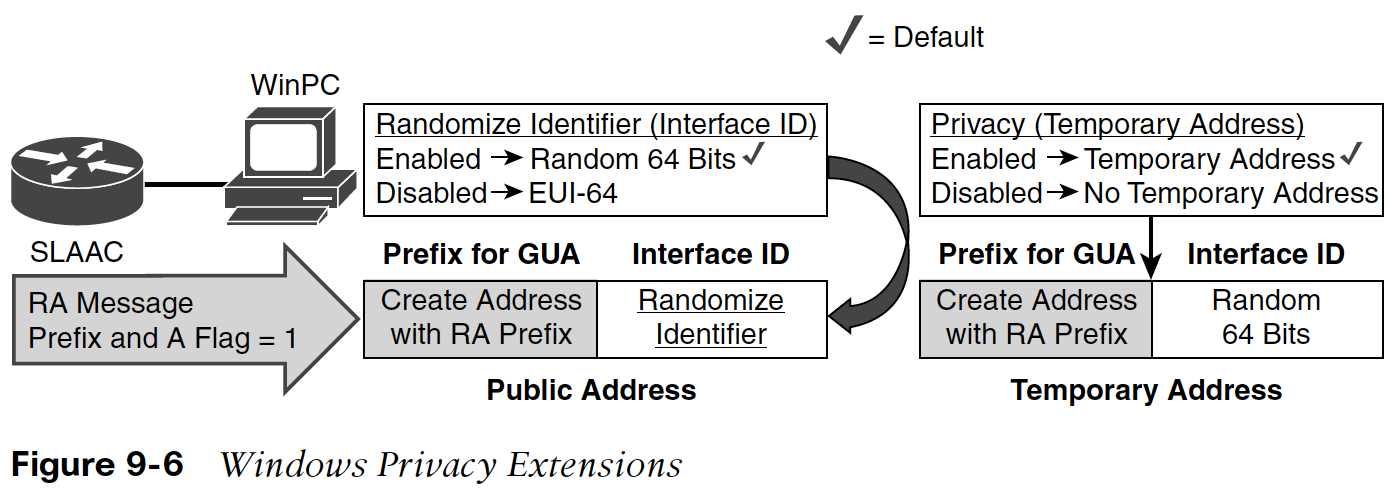 ✓ = Default
WinPC
SLAAC
RA Message
Prefix and A Flag = 1
Randomize Identifier (Interface ID)
Enabled → Random 64 Bits ✓
Disabled → EUI-64
Prefix for GUA Interface ID
Create Address
with RA Prefix
Randomize
Identifier
Public Address
Privacy (Temporary Address)
Enabled → Temporary Address ✓
Disabled → No Temporary Address
Prefix for GUA Interface ID
Create Address
with RA Prefix
Random
64 Bits
Temporary Address
Figure 9-6 Windows Privacy Extensions